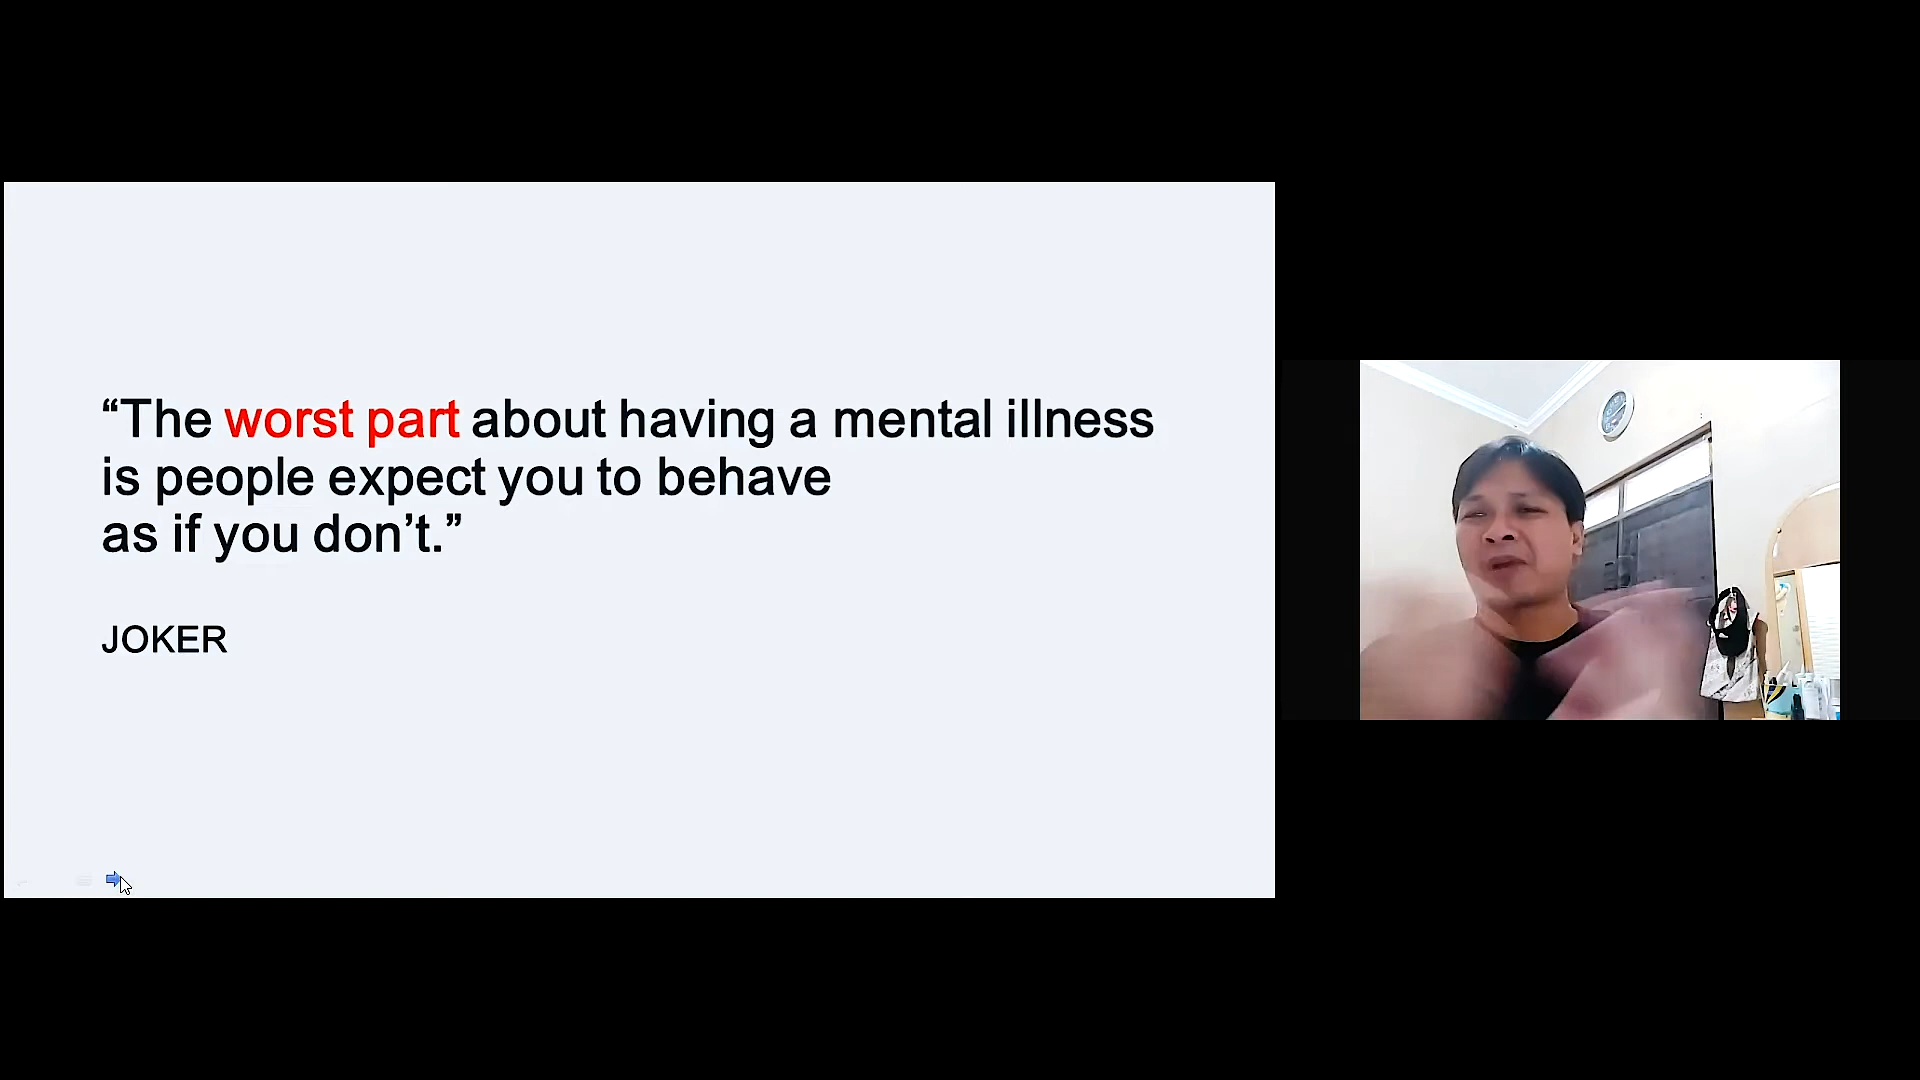 “The worst part about having a mental illness
is people expect you to behave
as if you don’t.”
JOKER